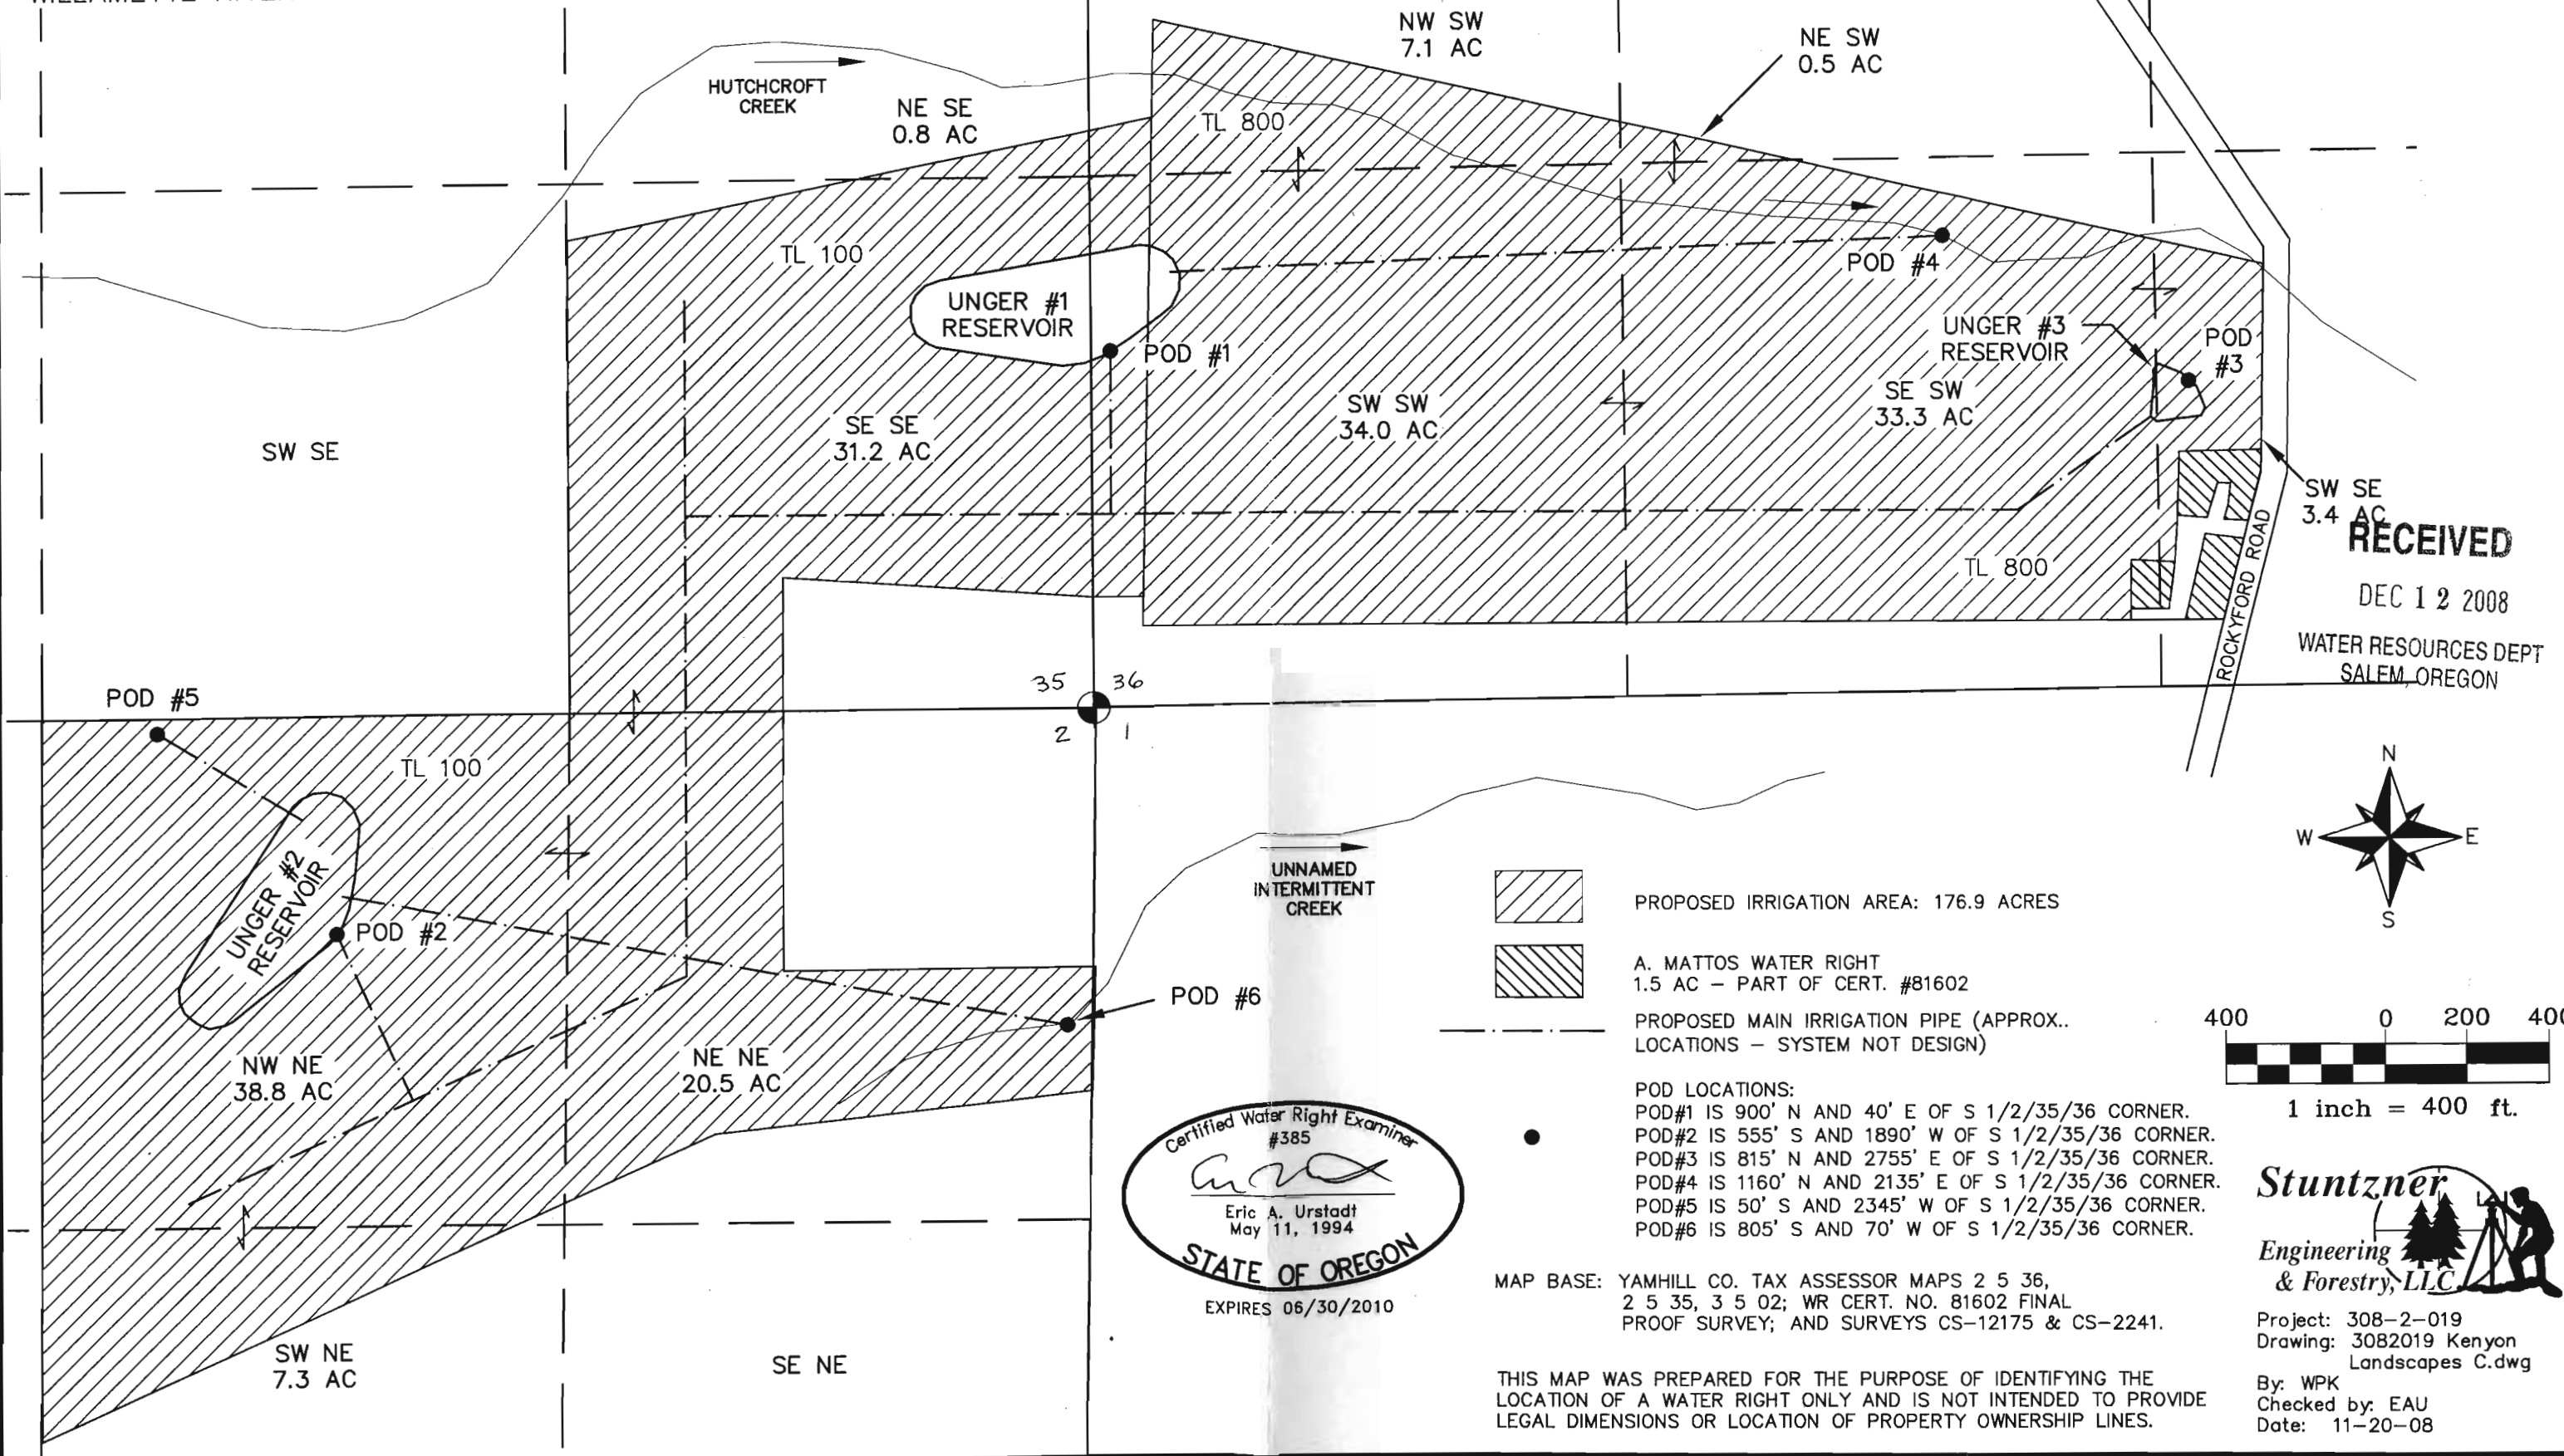 NW SW
7.1 AC
NE SW
0.5 AC
HUTCHCROFT
CREEK
NE SE
0.8 AC
TL 800
TL 100
UNGER #1
RESERVOIR
POD #1
POD #4
UNGER #3
RESERVOIR
POD
#3
SW SE
SE SE
31.2 AC
SW SW
34.0 AC
SE SW
33.3 AC
SW SE
3.4 AC
RECEIVED
DEC 12 2008
WATER RESOURCES DEPT
SALEM, OREGON
ROCKYFORD ROAD
TL 800
35
36
2
1
POD #5
TL 100
UNGER #2
RESERVOIR
POD #2
POD #6
NW NE
38.8 AC
NE NE
20.5 AC
UNNAMED
INTERMITTENT
CREEK
SW NE
7.3 AC
SE NE
N
W
E
S
PROPOSED IRRIGATION AREA: 176.9 ACRES
A. MATTOS WATER RIGHT
1.5 AC – PART OF CERT. #81602
PROPOSED MAIN IRRIGATION PIPE (APPROX..
LOCATIONS – SYSTEM NOT DESIGN)
400 0 200 400
1 inch = 400 ft.
POD LOCATIONS:
POD#1 IS 900' N AND 40' E OF S 1/2/35/36 CORNER.
POD#2 IS 555' S AND 1890' W OF S 1/2/35/36 CORNER.
POD#3 IS 815' N AND 2755' E OF S 1/2/35/36 CORNER.
POD#4 IS 1160' N AND 2135' E OF S 1/2/35/36 CORNER.
POD#5 IS 50' S AND 2345' W OF S 1/2/35/36 CORNER.
POD#6 IS 805' S AND 70' W OF S 1/2/35/36 CORNER.
Certified Water Right Examiner
#385
Eric A. Urstadt
May 11, 1994
STATE OF OREGON
EXPIRES 06/30/2010
MAP BASE: YAMHILL CO. TAX ASSESSOR MAPS 2 5 36,
2 5 35, 3 5 02; WR CERT. NO. 81602 FINAL
PROOF SURVEY; AND SURVEYS CS-12175 & CS-2241.
THIS MAP WAS PREPARED FOR THE PURPOSE OF IDENTIFYING THE
LOCATION OF A WATER RIGHT ONLY AND IS NOT INTENDED TO PROVIDE
LEGAL DIMENSIONS OR LOCATION OF PROPERTY OWNERSHIP LINES.
Stuntzner
Engineering
& Forestry, LLC
Project: 308-2-019
Drawing: 3082019 Kenyon
Landscapes C.dwg
By: WPK
Checked by: EAU
Date: 11-20-08